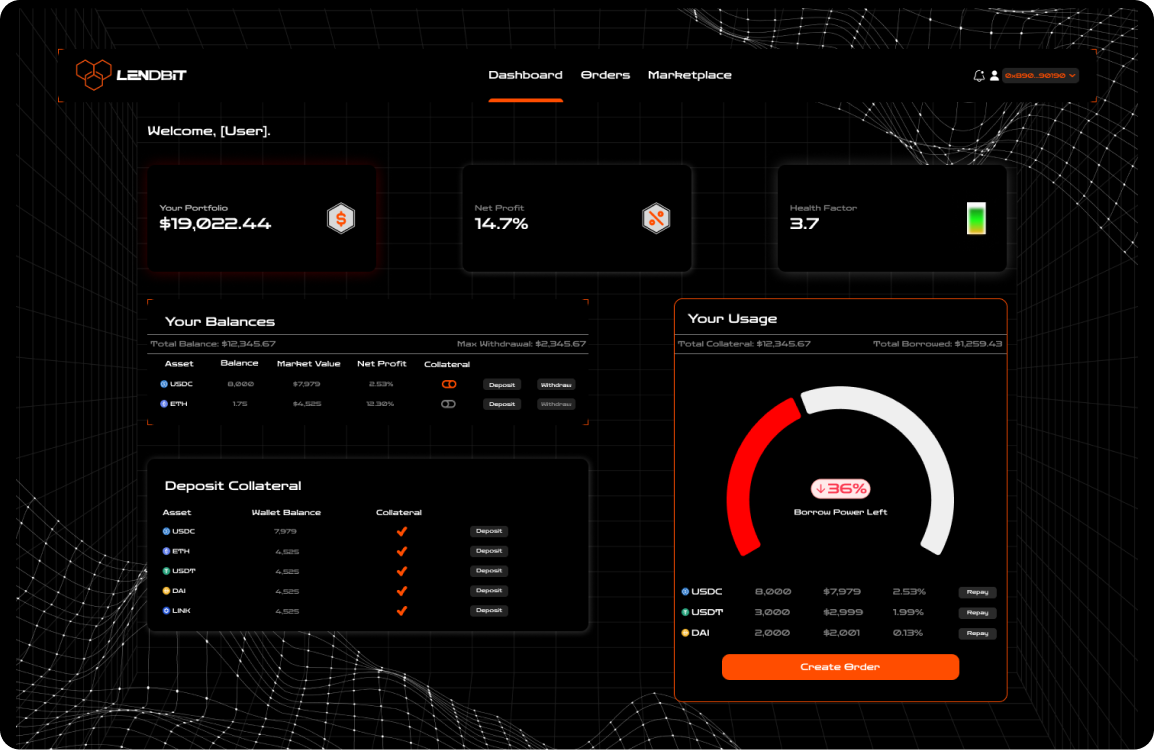 LENDBIT
Dashboard Orders Marketplace
0xB90...90190
Welcome, [User].
Your Portfolio
$19,022.44
Net Profit
14.7%
Health Factor
3.7
Your Balances
Total Balance: $12,345.67 Max Withdrawal: $2,345.67
Asset Balance Market Value Net Profit Collateral
USDC 8,000 $7,979 2.53% Deposit Withdraw
ETH 1.75 $4,525 12.30% Deposit Withdraw
Deposit Collateral
Asset Wallet Balance Collateral
USDC 7,979 Deposit
ETH 4,525 Deposit
USDT 4,525 Deposit
DAI 4,525 Deposit
LINK 4,525 Deposit
Your Usage
Total Collateral: $12,345.67 Total Borrowed: $1,259.43
36%
Borrow Power Left
USDC 8,000 $7,979 2.53% Repay
USDT 3,000 $2,999 1.99% Repay
DAI 2,000 $2,001 0.13% Repay
Create Order